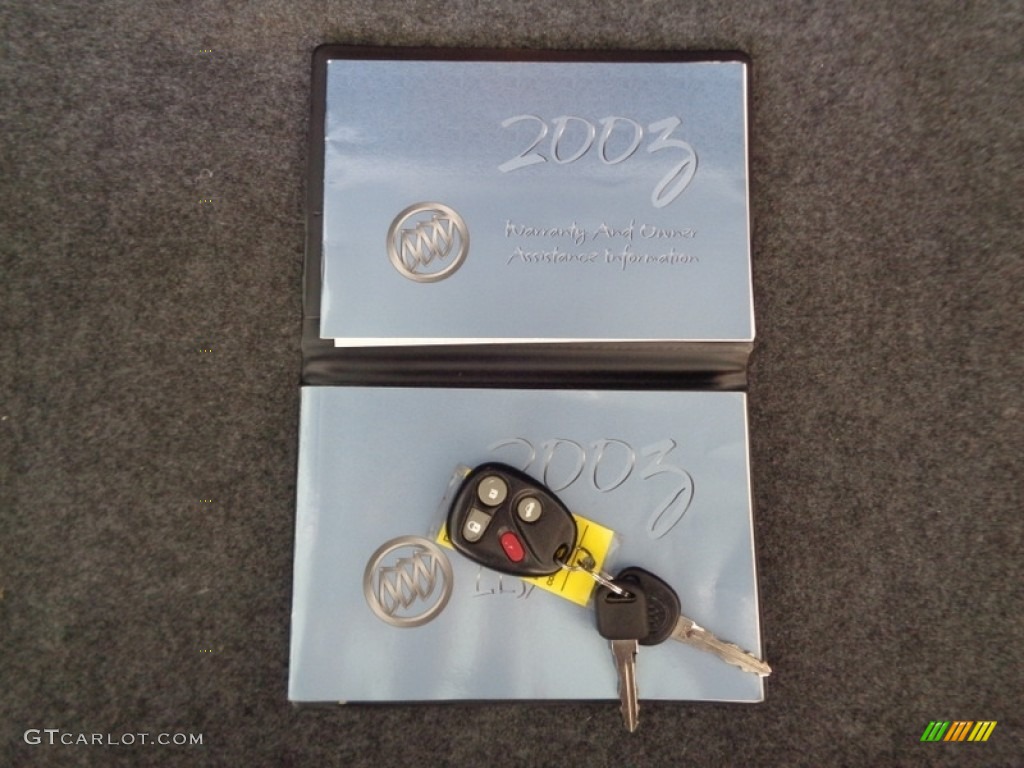 2003
Warranty And Owner
Assistance Information
2003
GTCARLOT.COM